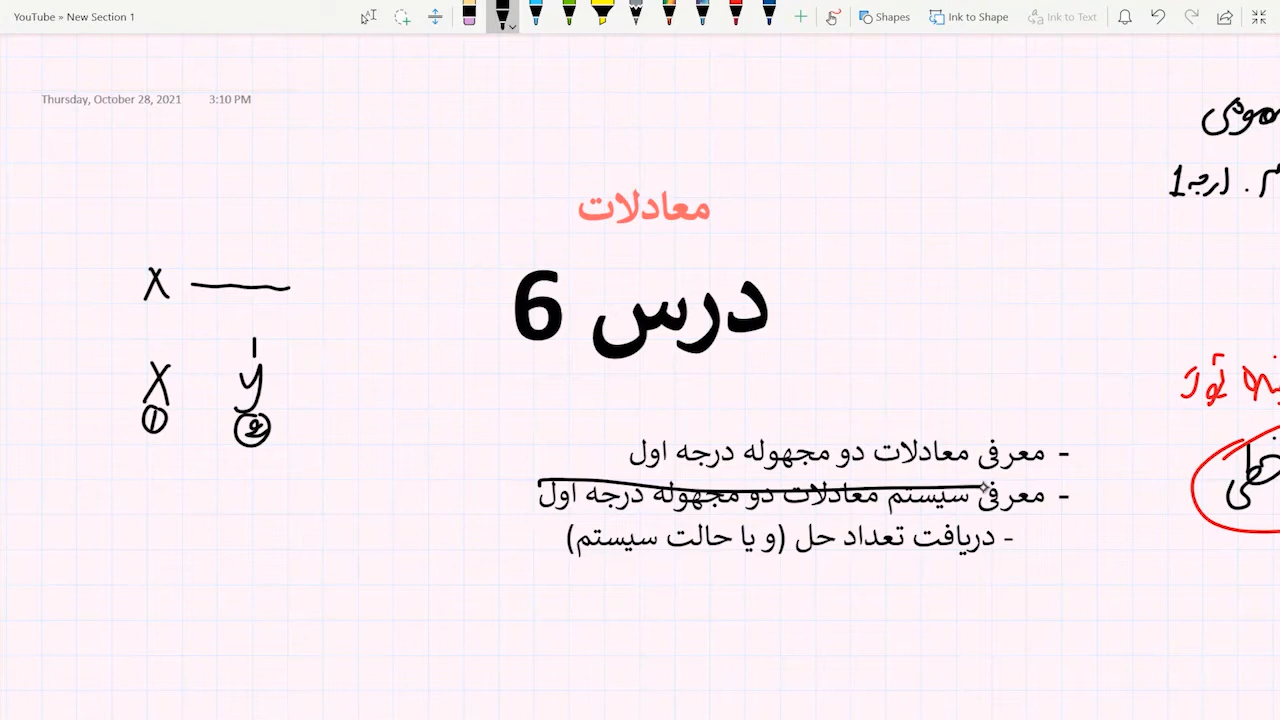 YouTube » New Section 1
Shapes
Ink to Shape
Ink to Text
Thursday, October 28, 2021 3:10 PM
معادلات
درس 6
X
X y
1 2
- معرفی معادلات دو مجهوله درجه اول
- معرفی سیستم معادلات دو مجهوله درجه اول
- دریافت تعداد حل (و یا حالت سیستم)